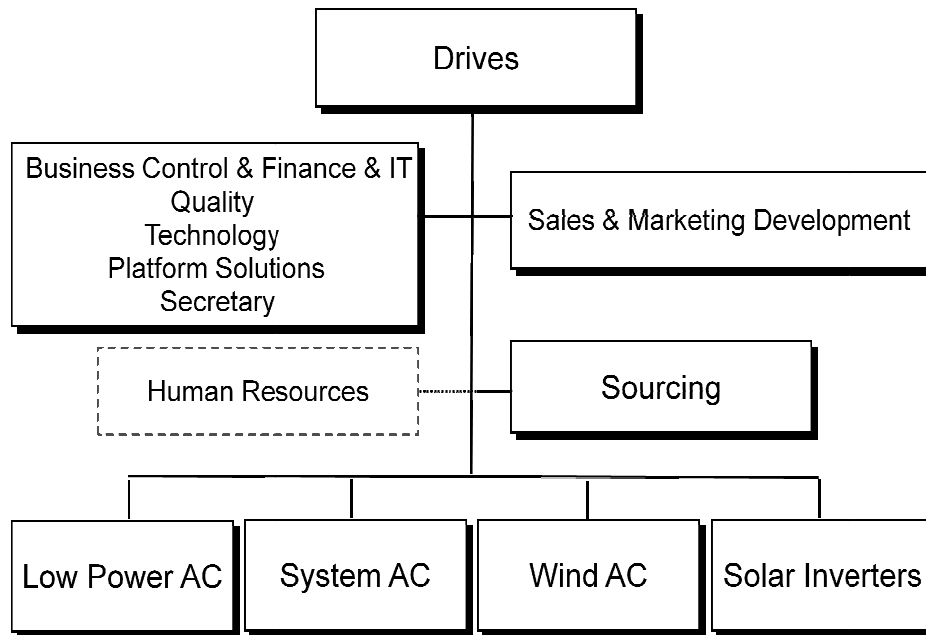 Drives
Business Control & Finance & IT
Quality
Technology
Platform Solutions
Secretary
Sales & Marketing Development
Human Resources
Sourcing
Low Power AC
System AC
Wind AC
Solar Inverters